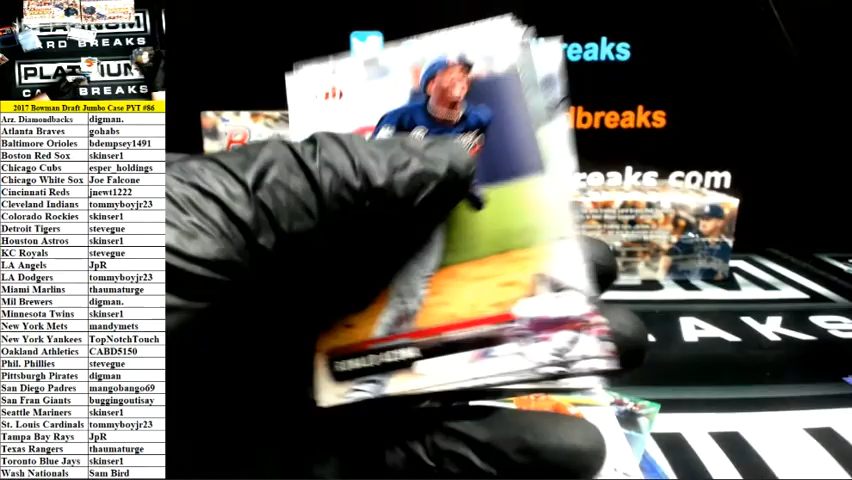 ARD BREAKS
PLATINUM
CARD BREAKS
2017 Bowman Draft Jumbo Case PYT #86
Arz. Diamondbacks digman.
Atlanta Braves gohabs
Baltimore Orioles bdempsey1491
Boston Red Sox skinser1
Chicago Cubs esper_holdings
Chicago White Sox Joe Falcone
Cincinnati Reds jnewt1222
Cleveland Indians tommyboyjr23
Colorado Rockies skinser1
Detroit Tigers stevegue
Houston Astros skinser1
KC Royals stevegue
LA Angels JpR
LA Dodgers tommyboyjr23
Miami Marlins thaumaturge
Mil Brewers digman.
Minnesota Twins skinser1
New York Mets mandymets
New York Yankees TopNotchTouch
Oakland Athletics CABD5150
Phil. Phillies stevegue
Pittsburgh Pirates digman
San Diego Padres mangobango69
San Fran Giants buggingoutisay
Seattle Mariners skinser1
St. Louis Cardinals tommyboyjr23
Tampa Bay Rays JpR
Texas Rangers thaumaturge
Toronto Blue Jays skinser1
Wash Nationals Sam Bird
reaks
dbreaks
reaks.com
AKS